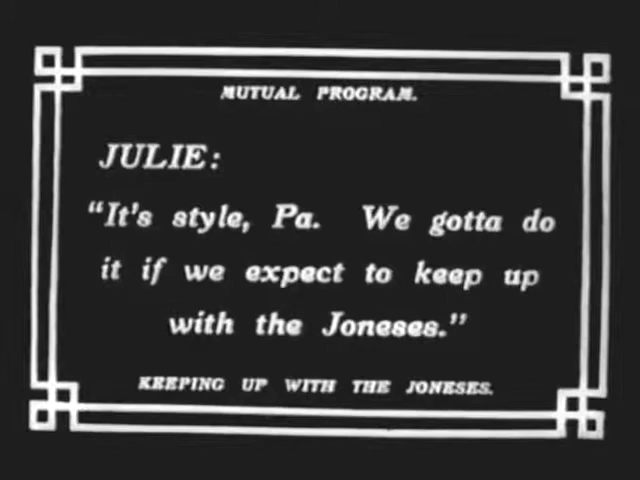 MUTUAL PROGRAM.
JULIE:
"It's style, Pa. We gotta do
it if we expect to keep up
with the Joneses."
KEEPING UP WITH THE JONESES.